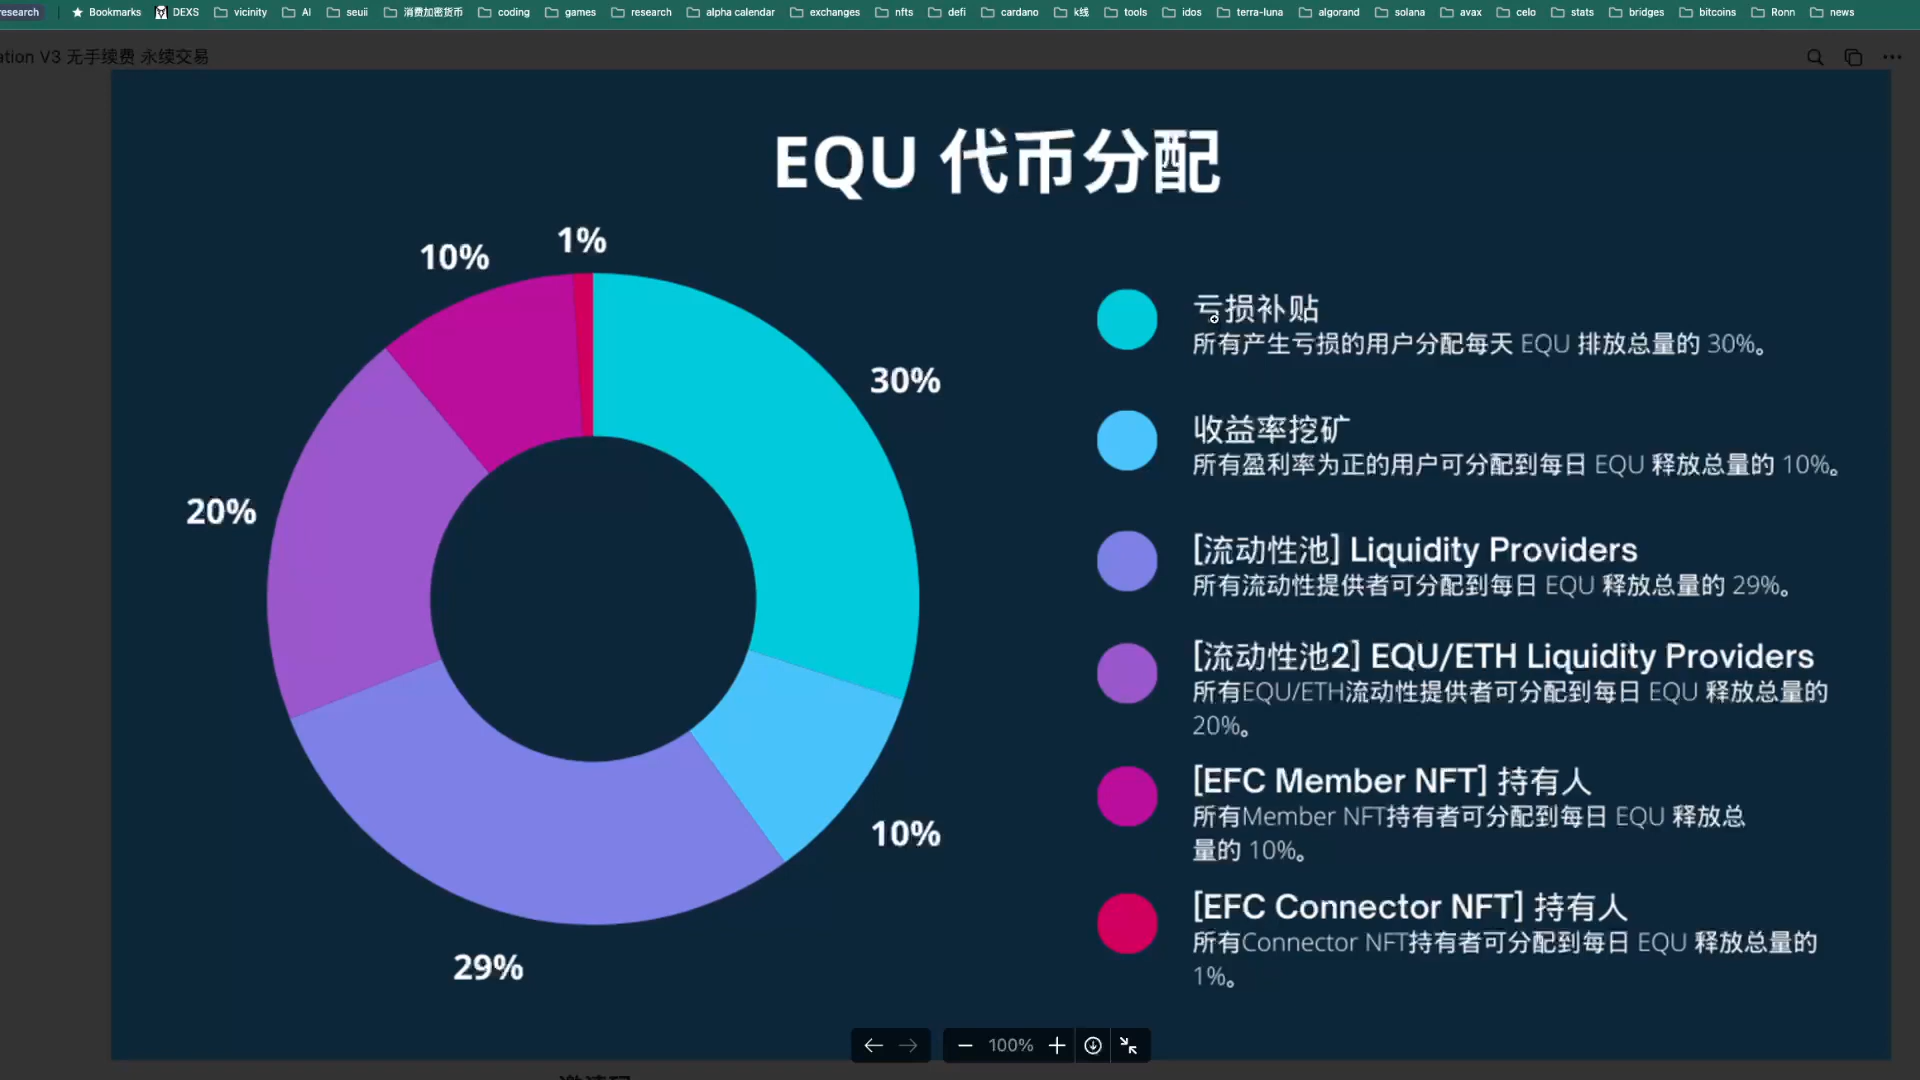 research
Bookmarks
DEXS
vicinity
AI
seuii
消费加密货币
coding
games
research
alpha calendar
exchanges
nfts
defi
cardano
k线
tools
idos
terra-luna
algorand
solana
avax
celo
stats
bridges
bitcoins
Ronn
news
ation V3 无手续费 永续交易
EQU 代币分配
10%
1%
30%
20%
10%
29%
亏损补贴
所有产生亏损的用户分配每天 EQU 排放总量的 30%。
收益率挖矿
所有盈利率为正的用户可分配到每日 EQU 释放总量的 10%。
[流动性池] Liquidity Providers
所有流动性提供者可分配到每日 EQU 释放总量的 29%。
[流动性池2] EQU/ETH Liquidity Providers
所有EQU/ETH流动性提供者可分配到每日 EQU 释放总量的
20%。
[EFC Member NFT] 持有人
所有Member NFT持有者可分配到每日 EQU 释放总
量的 10%。
[EFC Connector NFT] 持有人
所有Connector NFT持有者可分配到每日 EQU 释放总量的
1%。
100%